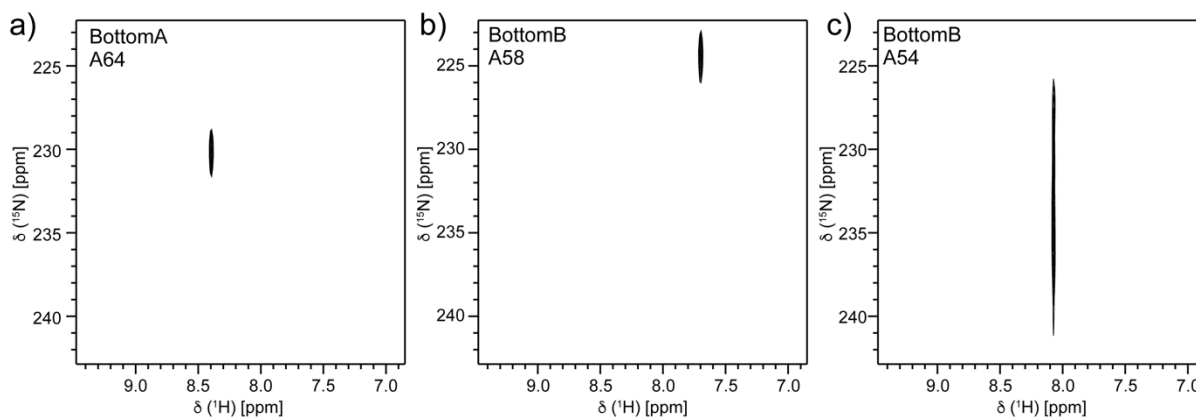 a)
BottomA
A64
225
230
235
240
δ (¹⁵N) [ppm]
9.0 8.5 8.0 7.5 7.0
δ (¹H) [ppm]
b)
BottomB
A58
225
230
235
240
δ (¹⁵N) [ppm]
9.0 8.5 8.0 7.5 7.0
δ (¹H) [ppm]
c)
BottomB
A54
225
230
235
240
δ (¹⁵N) [ppm]
9.0 8.5 8.0 7.5 7.0
δ (¹H) [ppm]